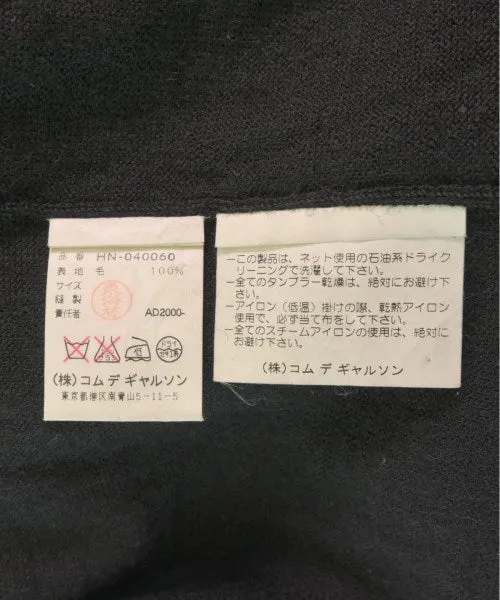 品番 HN-040060
表地 毛 100%
サイズ
縫製
責任者 AD2000-
低 ドライ
(株)コム デ ギャルソン
東京都港区南青山5-11-5
-この製品は、ネット使用の石油系ドライク
リーニングで洗濯して下さい。
-全てのタンブラー乾燥は、絶対にお避け下
さい。
-アイロン(低温)掛けの際、乾熱アイロン
使用で、必ず当て布をして下さい。
-全てのスチームアイロンの使用は、絶対に
お避け下さい。
(株)コム デ ギャルソン